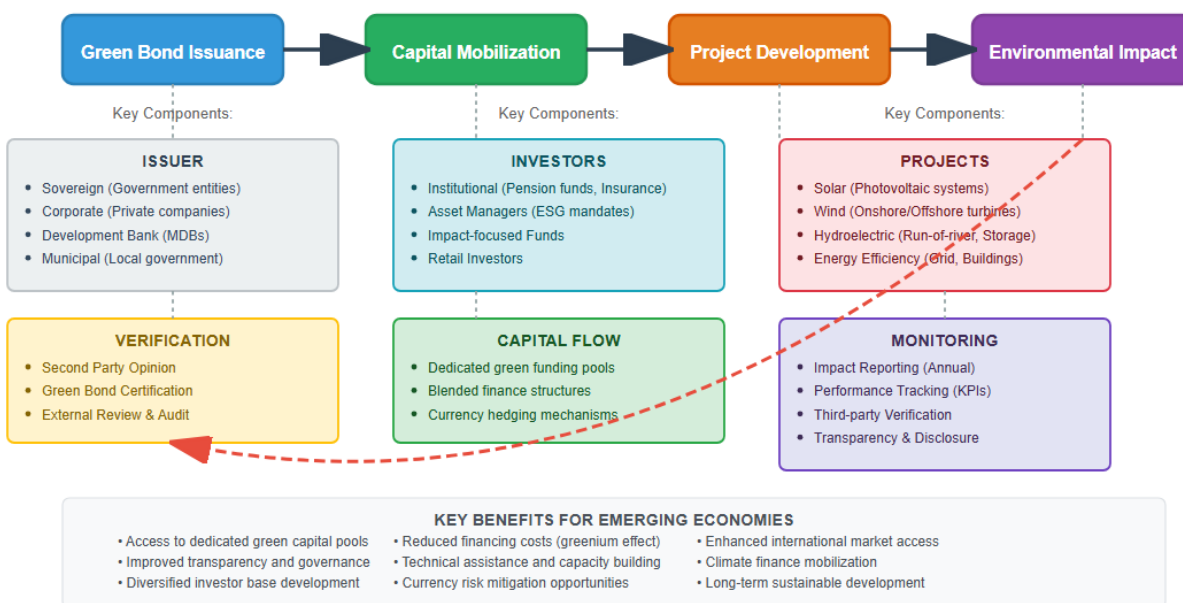 Green Bond Issuance
Capital Mobilization
Project Development
Environmental Impact
Key Components:
Key Components:
Key Components:
ISSUER
• Sovereign (Government entities)
• Corporate (Private companies)
• Development Bank (MDBs)
• Municipal (Local government)
INVESTORS
• Institutional (Pension funds, Insurance)
• Asset Managers (ESG mandates)
• Impact-focused Funds
• Retail Investors
PROJECTS
• Solar (Photovoltaic systems)
• Wind (Onshore/Offshore turbines)
• Hydroelectric (Run-of-river, Storage)
• Energy Efficiency (Grid, Buildings)
VERIFICATION
• Second Party Opinion
• Green Bond Certification
• External Review & Audit
CAPITAL FLOW
• Dedicated green funding pools
• Blended finance structures
• Currency hedging mechanisms
MONITORING
• Impact Reporting (Annual)
• Performance Tracking (KPIs)
• Third-party Verification
• Transparency & Disclosure
KEY BENEFITS FOR EMERGING ECONOMIES
• Access to dedicated green capital pools
• Improved transparency and governance
• Diversified investor base development
• Reduced financing costs (greenium effect)
• Technical assistance and capacity building
• Currency risk mitigation opportunities
• Enhanced international market access
• Climate finance mobilization
• Long-term sustainable development